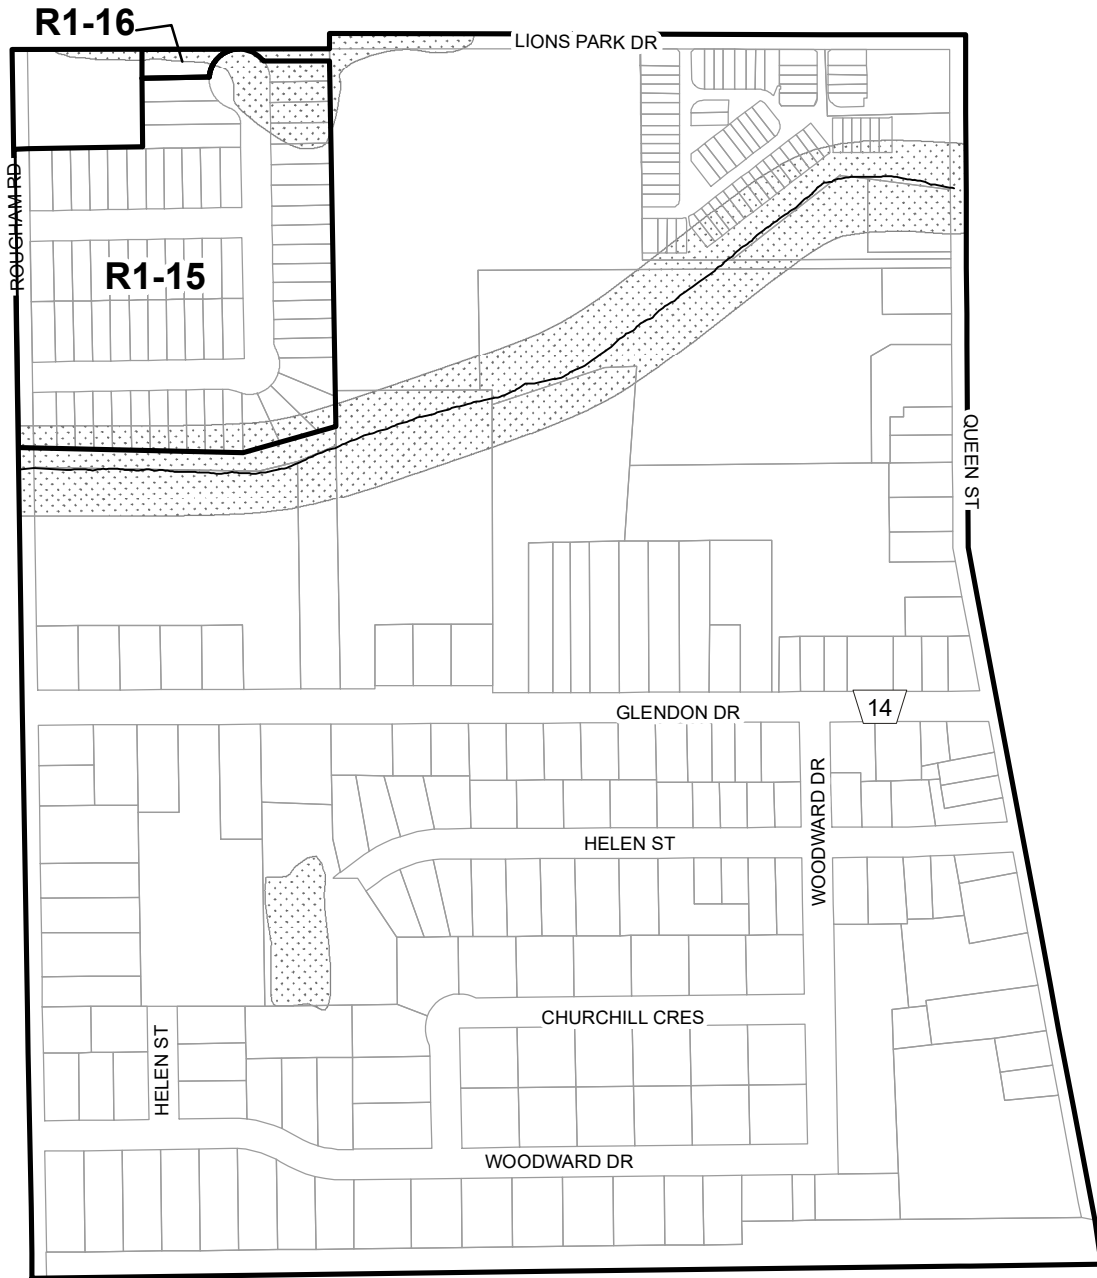 R1-16
LIONS PARK DR
ROUGHAM RD
R1-15
QUEEN ST
GLENDON DR
14
WOODWARD DR
HELEN ST
CHURCHILL CRES
HELEN ST
WOODWARD DR